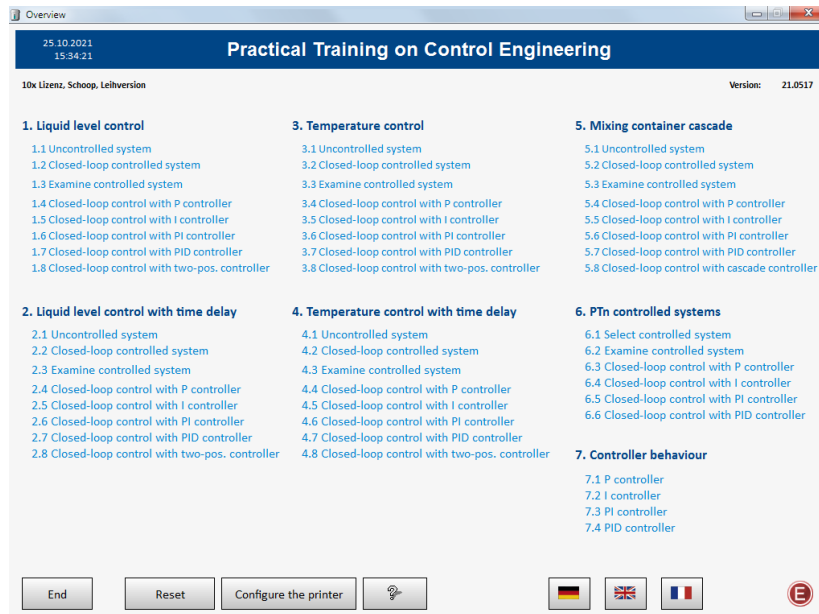 Overview
25.10.2021
15:34:21
Practical Training on Control Engineering
10x Lizenz, Schoop, Leihversion
Version: 21.0517
1. Liquid level control
1.1 Uncontrolled system
1.2 Closed-loop controlled system
1.3 Examine controlled system
1.4 Closed-loop control with P controller
1.5 Closed-loop control with I controller
1.6 Closed-loop control with PI controller
1.7 Closed-loop control with PID controller
1.8 Closed-loop control with two-pos. controller
2. Liquid level control with time delay
2.1 Uncontrolled system
2.2 Closed-loop controlled system
2.3 Examine controlled system
2.4 Closed-loop control with P controller
2.5 Closed-loop control with I controller
2.6 Closed-loop control with PI controller
2.7 Closed-loop control with PID controller
2.8 Closed-loop control with two-pos. controller
3. Temperature control
3.1 Uncontrolled system
3.2 Closed-loop controlled system
3.3 Examine controlled system
3.4 Closed-loop control with P controller
3.5 Closed-loop control with I controller
3.6 Closed-loop control with PI controller
3.7 Closed-loop control with PID controller
3.8 Closed-loop control with two-pos. controller
4. Temperature control with time delay
4.1 Uncontrolled system
4.2 Closed-loop controlled system
4.3 Examine controlled system
4.4 Closed-loop control with P controller
4.5 Closed-loop control with I controller
4.6 Closed-loop control with PI controller
4.7 Closed-loop control with PID controller
4.8 Closed-loop control with two-pos. controller
5. Mixing container cascade
5.1 Uncontrolled system
5.2 Closed-loop controlled system
5.3 Examine controlled system
5.4 Closed-loop control with P controller
5.5 Closed-loop control with I controller
5.6 Closed-loop control with PI controller
5.7 Closed-loop control with PID controller
5.8 Closed-loop control with cascade controller
6. PTn controlled systems
6.1 Select controlled system
6.2 Examine controlled system
6.3 Closed-loop control with P controller
6.4 Closed-loop control with I controller
6.5 Closed-loop control with PI controller
6.6 Closed-loop control with PID controller
7. Controller behaviour
7.1 P controller
7.2 I controller
7.3 PI controller
7.4 PID controller
End
Reset
Configure the printer
E